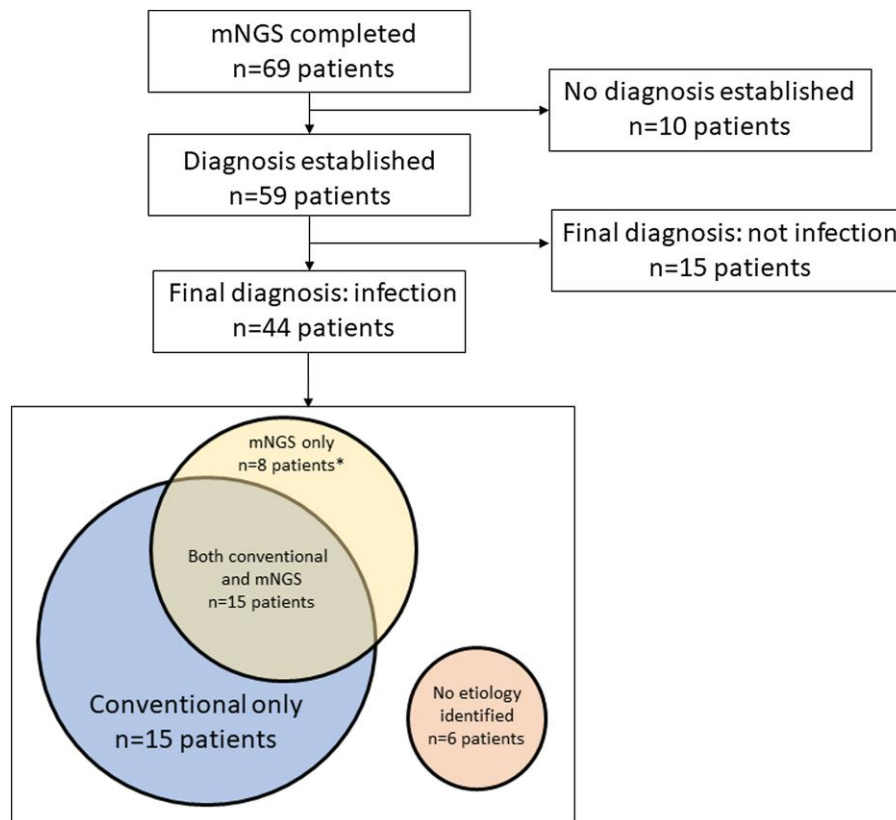 mNGS completed
n=69 patients
No diagnosis established
n=10 patients
Diagnosis established
n=59 patients
Final diagnosis: not infection
n=15 patients
Final diagnosis: infection
n=44 patients
mNGS only
n=8 patients*
Both conventional
and mNGS
n=15 patients
Conventional only
n=15 patients
No etiology
identified
n=6 patients